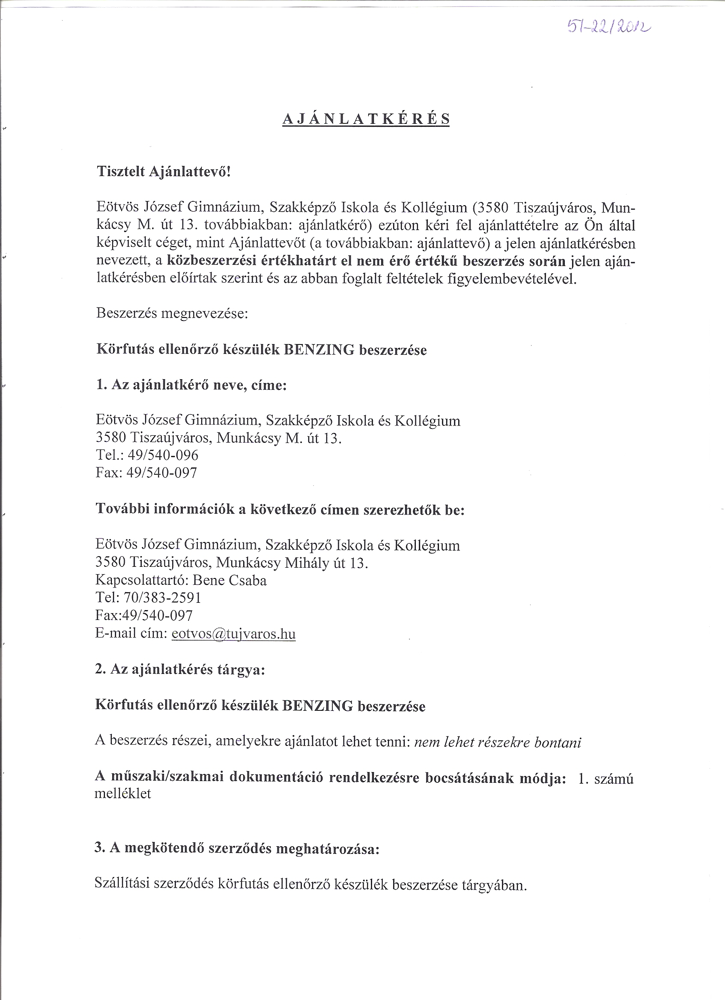 51-22/2012
AJÁNLATKÉRÉS
Tisztelt Ajánlattevő!
Eötvös József Gimnázium, Szakképző Iskola és Kollégium (3580 Tiszaújváros, Mun-
kácsy M. út 13. továbbiakban: ajánlatkérő) ezúton kéri fel ajánlattételre az Ön által
képviselt céget, mint Ajánlattevőt (a továbbiakban: ajánlattevő) a jelen ajánlatkérésben
nevezett, a közbeszerzési értékhatárt el nem érő értékű beszerzés során jelen aján-
latkérésben előírtak szerint és az abban foglalt feltételek figyelembevételével.
Beszerzés megnevezése:
Körfutás ellenőrző készülék BENZING beszerzése
1. Az ajánlatkérő neve, címe:
Eötvös József Gimnázium, Szakképző Iskola és Kollégium
3580 Tiszaújváros, Munkácsy M. út 13.
Tel.: 49/540-096
Fax: 49/540-097
További információk a következő címen szerezhetők be:
Eötvös József Gimnázium, Szakképző Iskola és Kollégium
3580 Tiszaújváros, Munkácsy Mihály út 13.
Kapcsolattartó: Bene Csaba
Tel: 70/383-2591
Fax:49/540-097
E-mail cím: eotvos@tujvaros.hu
2. Az ajánlatkérés tárgya:
Körfutás ellenőrző készülék BENZING beszerzése
A beszerzés részei, amelyekre ajánlatot lehet tenni: nem lehet részekre bontani
A műszaki/szakmai dokumentáció rendelkezésre bocsátásának módja: 1. számú
melléklet
3. A megkötendő szerződés meghatározása:
Szállítási szerződés körfutás ellenőrző készülék beszerzése tárgyában.